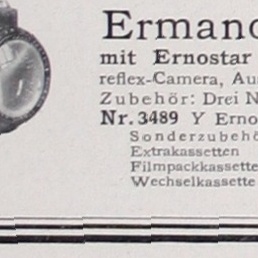 Ermano
mit Ernostar
reflex-Camera, Au
Zubehör: Drei N
Nr. 3489 Y Erno
Sonderzubehö
Extrakassetten
Filmpackkassette
Wechselkassette